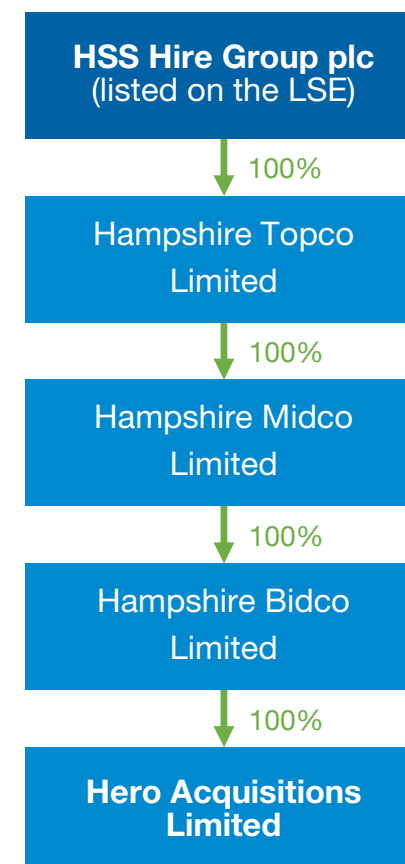 HSS Hire Group plc
(listed on the LSE)
100%
Hampshire Topco
Limited
100%
Hampshire Midco
Limited
100%
Hampshire Bidco
Limited
100%
Hero Acquisitions
Limited